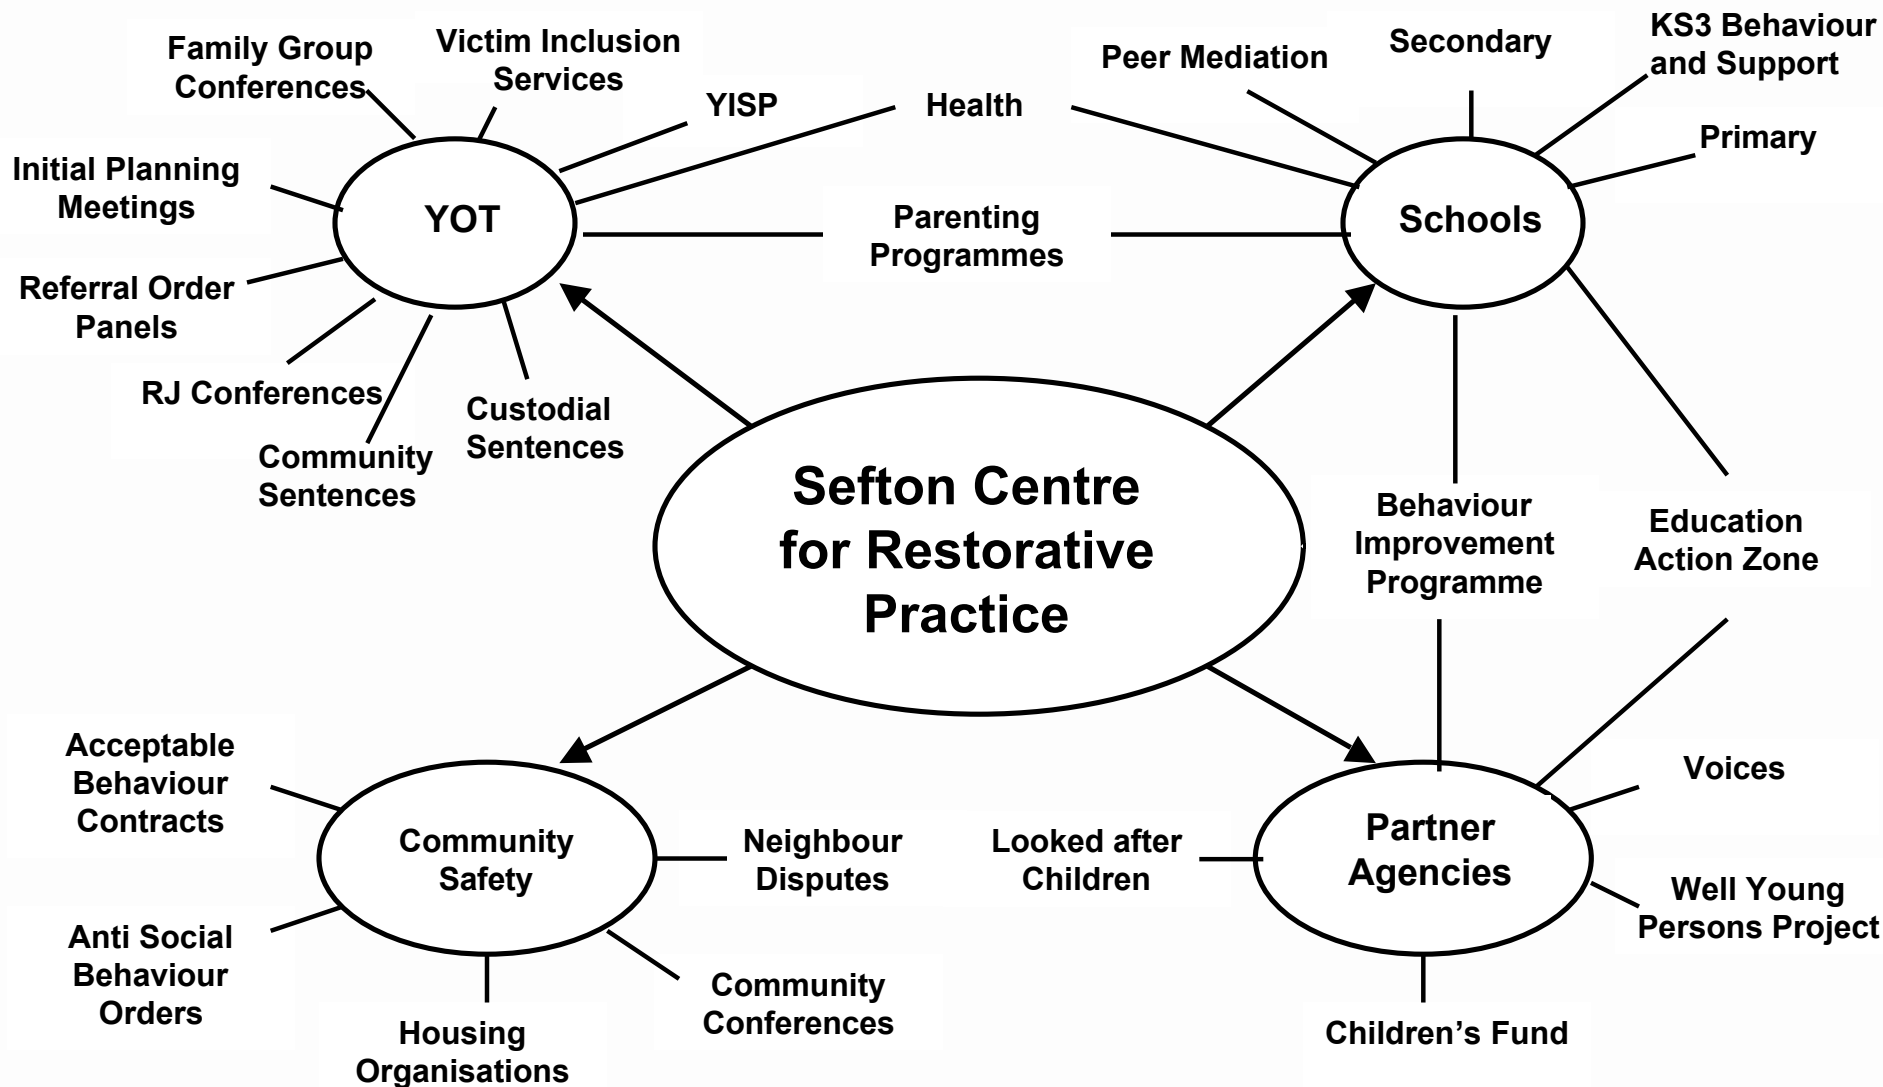 Family Group
Conferences
Victim Inclusion
Services
YISP
Health
Peer Mediation
Secondary
KS3 Behaviour
and Support
Primary
Initial Planning
Meetings
YOT
Parenting
Programmes
Schools
Referral Order
Panels
RJ Conferences
Community
Sentences
Custodial
Sentences
Sefton Centre
for Restorative
Practice
Behaviour
Improvement
Programme
Education
Action Zone
Acceptable
Behaviour
Contracts
Community
Safety
Neighbour
Disputes
Looked after
Children
Partner
Agencies
Voices
Well Young
Persons Project
Anti Social
Behaviour
Orders
Housing
Organisations
Community
Conferences
Children’s Fund